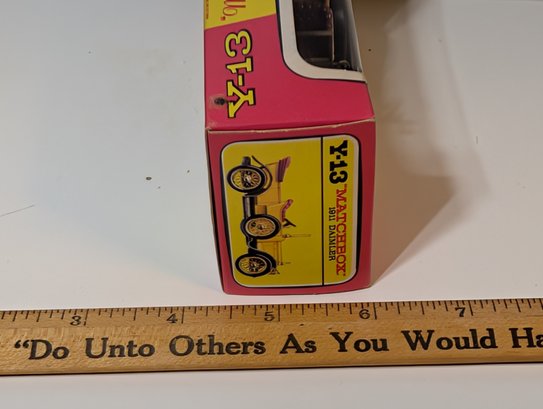 Y-13
Y-13 "MATCHBOX"
1911 DAIMLER
3 4 5 6 7
"Do Unto Others As You Would Ha